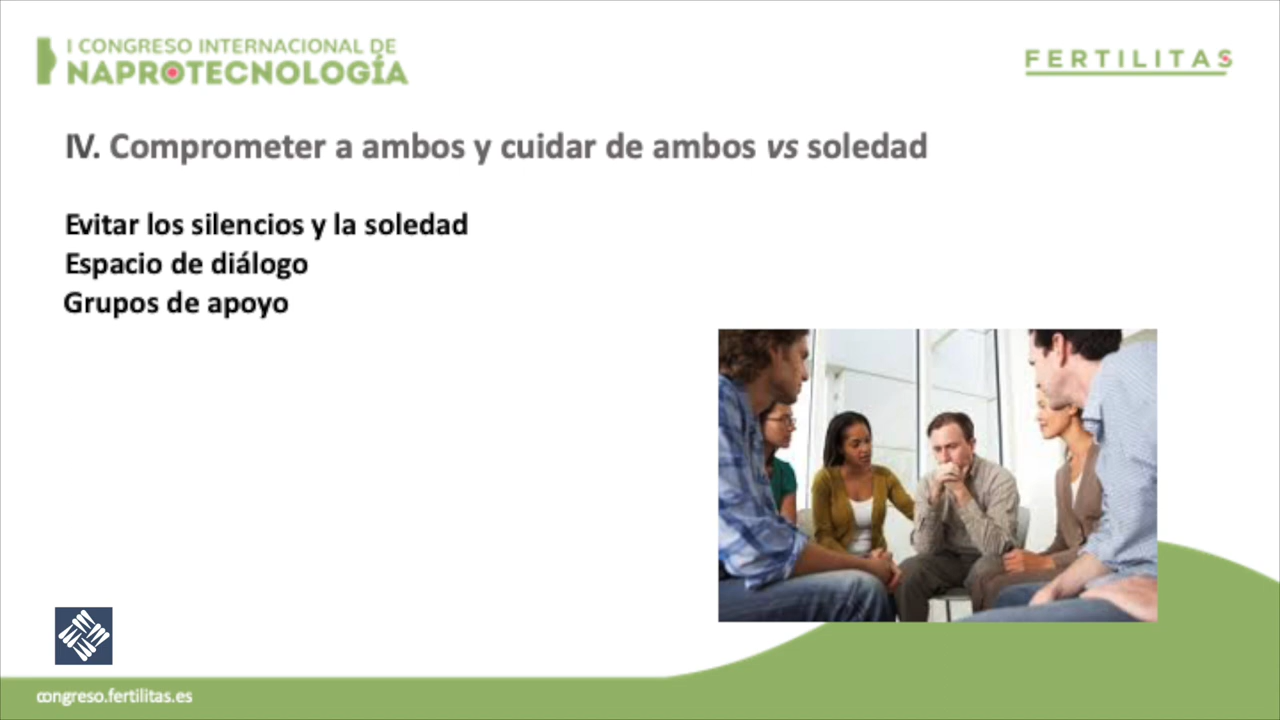 I CONGRESO INTERNACIONAL DE
NAPROTECNOLOGÍA
FERTILITAS
IV. Comprometer a ambos y cuidar de ambos vs soledad
Evitar los silencios y la soledad
Espacio de diálogo
Grupos de apoyo
congreso.fertilitas.es